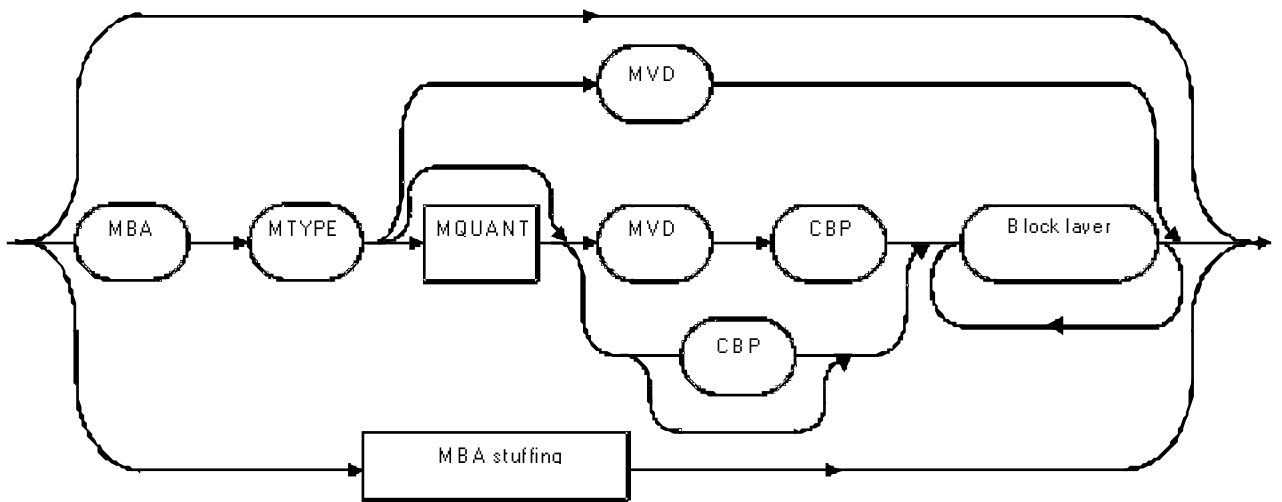 MVD
MBA
MTYPE
MQUANT
MVD
CBP
Block layer
CBP
MBA stuffing